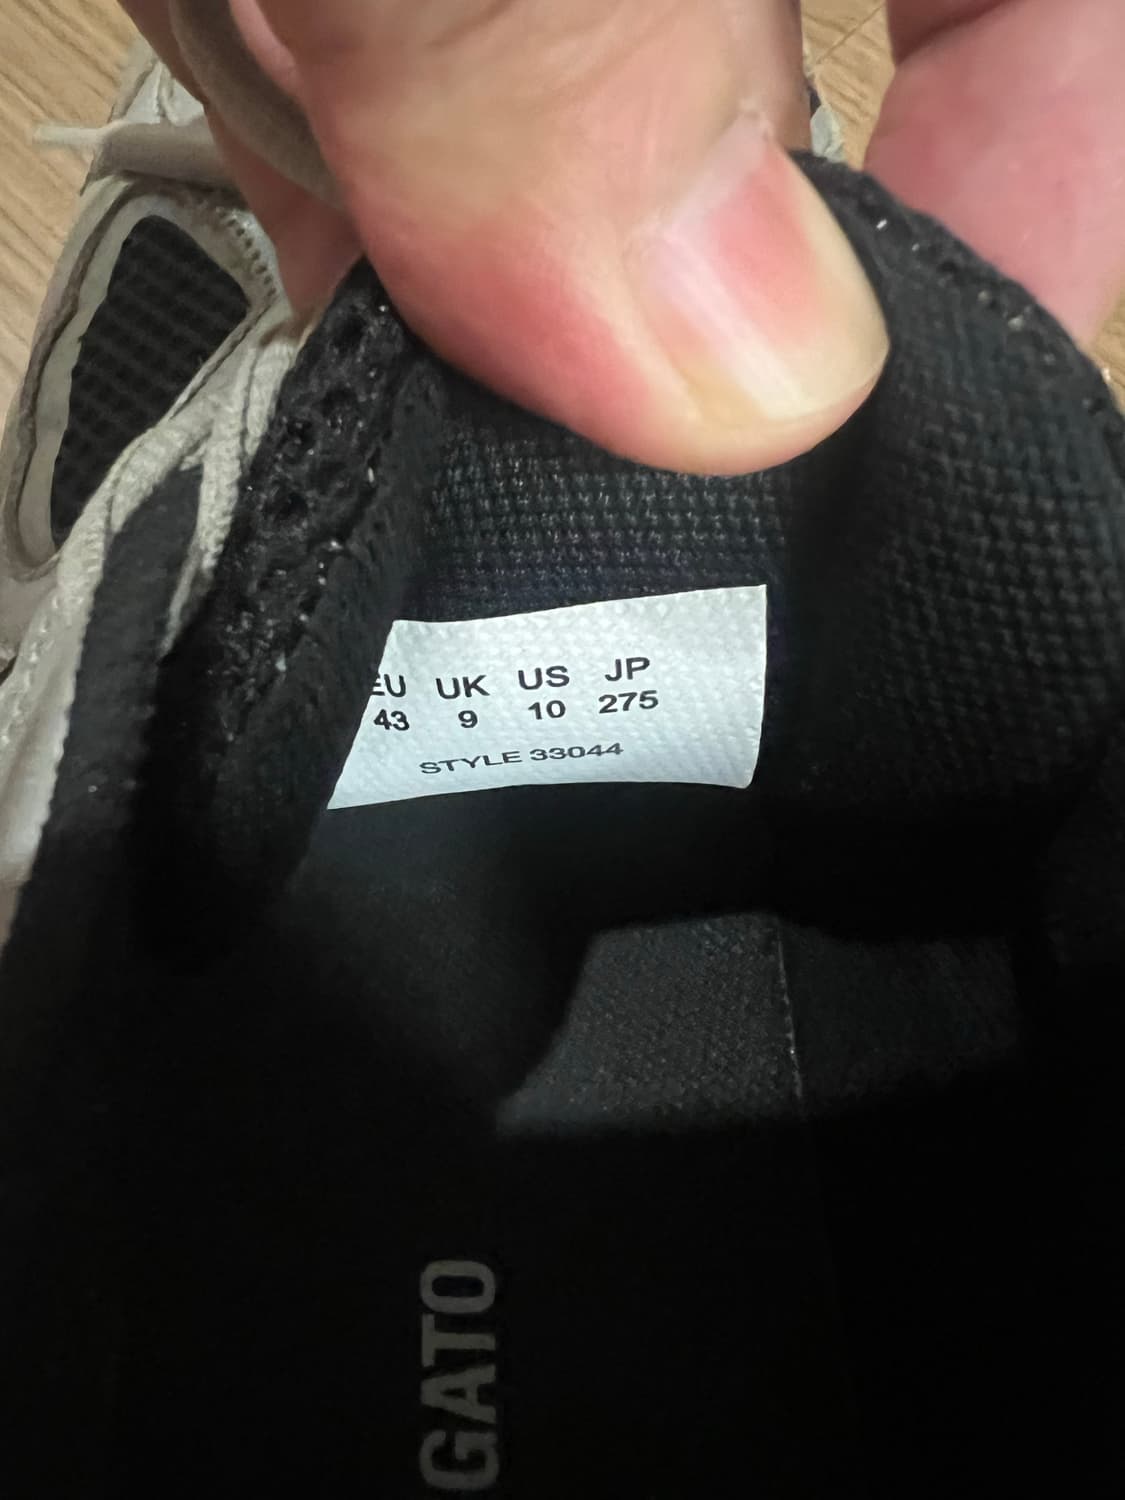 EU UK US JP
43 9 10 275
STYLE 33044
GATO